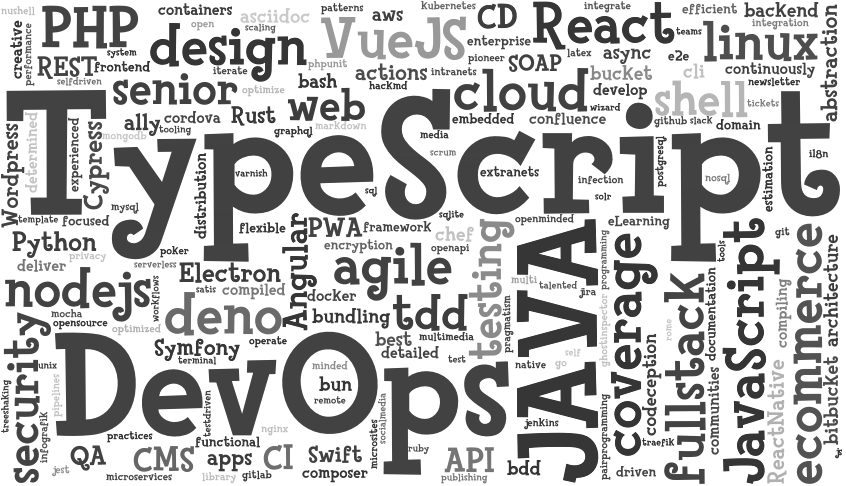 nushell
PHP
containers
open
asciidoc
scaling
patterns
aws
kubernetes
CD
integrate
efficient
backend
integration
creative
performance
system
design
VueJS
enterprise
React
teams
linux
abstraction
REST
frontend
iterate
phpunit
actions
intranets
pioneer
SOAP
latex
async
e2e
selfdriven
senior
optimize
bash
hackmd
cloud
bucket
develop
wizard
cli
continuously
newsletter
TypeScript
a11y
cordova
tooling
Rust
web
graphql
markdown
media
embedded
confluence
shell
github
slack
tickets
domain
Wordpress
determined
experienced
Cypress
mongodb
distribution
varnish
scrum
extranets
infection
solr
postgresql
nosql
estimation
i18n
sql
template
focused
mysql
flexible
PWA
framework
sqlite
openminded
eLearning
git
Python
privacy
poker
encryption
chef
openapi
testing
deliver
serverless
Electron
Angular
agile
JAVA
programming
tools
nodejs
workflows
satis
compiled
docker
multi
talented
jira
coverage
fullstack
documentation
JavaScript
compiling
ecommerce
architecture
mocha
opensource
optimized
deno
bundling
tdd
pragmatism
ghostinspector
rome
security
DevOps
operate
best
multimedia
detailed
test
unix
Symfony
terminal
minded
bun
remote
native
self
go
codeception
communities
ReactNative
bitbucket
treeshaking
infografik
pipelines
testdriven
nginx
socialmedia
microsites
jenkins
pairprogramming
traefik
practices
functional
ruby
jest
QA
CMS
apps
CI
Swift
API
bdd
driven
microservices
library
gitlab
composer
publishing